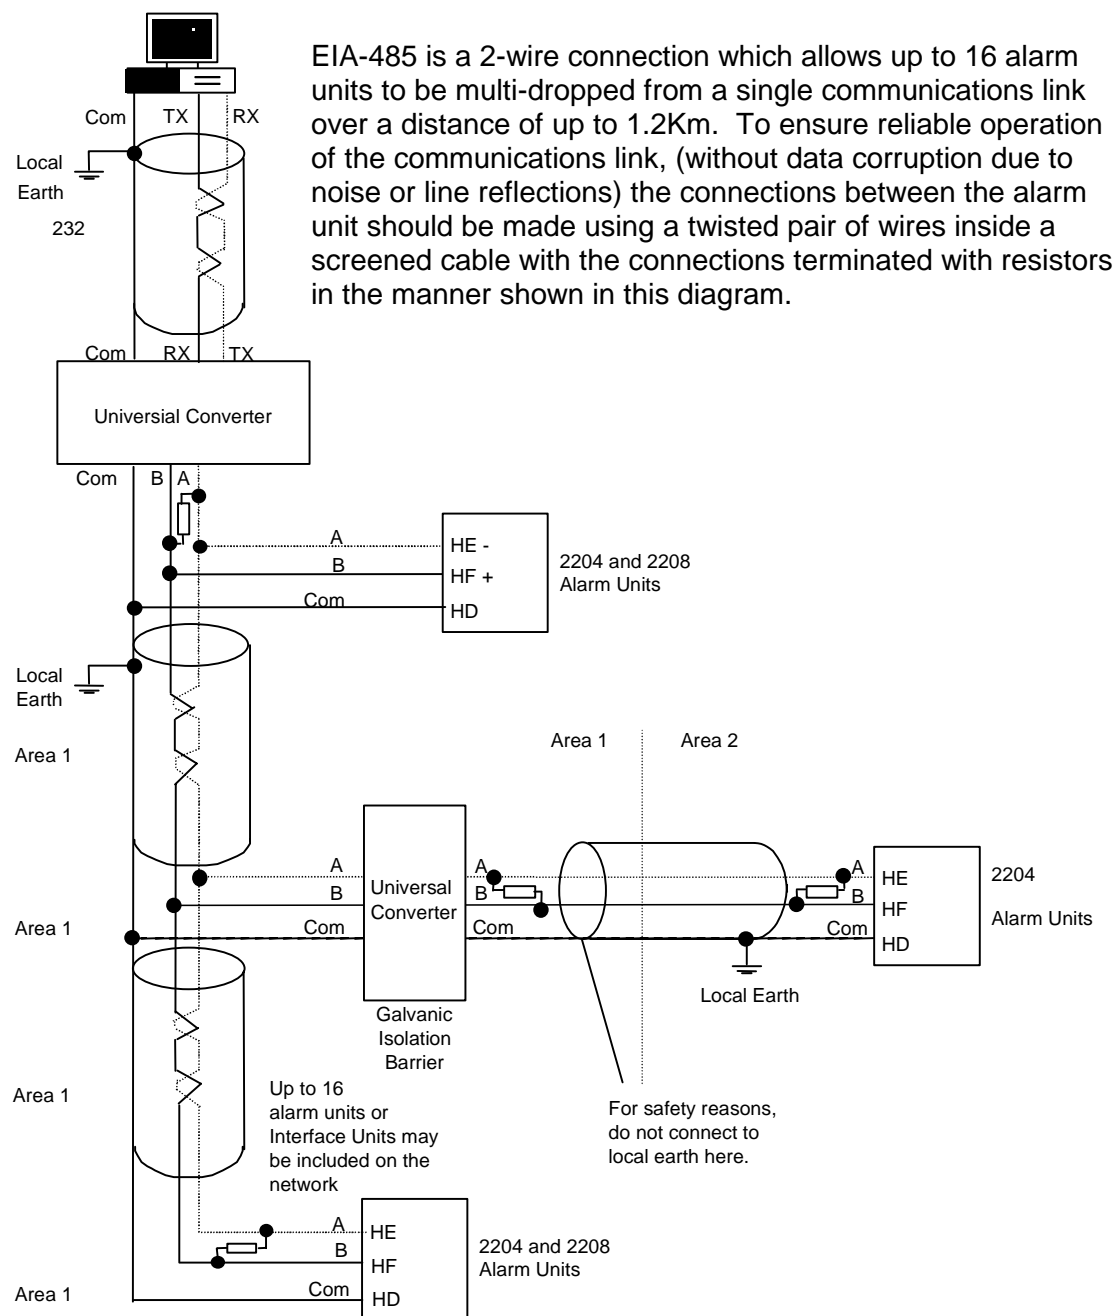 EIA-485 is a 2-wire connection which allows up to 16 alarm
units to be multi-dropped from a single communications link
over a distance of up to 1.2Km.  To ensure reliable operation
of the communications link, (without data corruption due to
noise or line reflections) the connections between the alarm
unit should be made using a twisted pair of wires inside a
screened cable with the connections terminated with resistors
in the manner shown in this diagram.
Com TX RX
Local
Earth
232
Com RX TX
Universial Converter
Com B A
A
B
Com
HE -
HF +
HD
2204 and 2208
Alarm Units
Local
Earth
Area 1
Area 1 Area 2
A
B
Com
Universal
Converter
A
B
Com
A
B
Com
HE
HF
HD
2204
Alarm Units
Area 1
Local Earth
Galvanic
Isolation
Barrier
Area 1
Up to 16
alarm units or
Interface Units may
be included on the
network
For safety reasons,
do not connect to
local earth here.
A
B
Com
HE
HF
HD
2204 and 2208
Alarm Units
Area 1